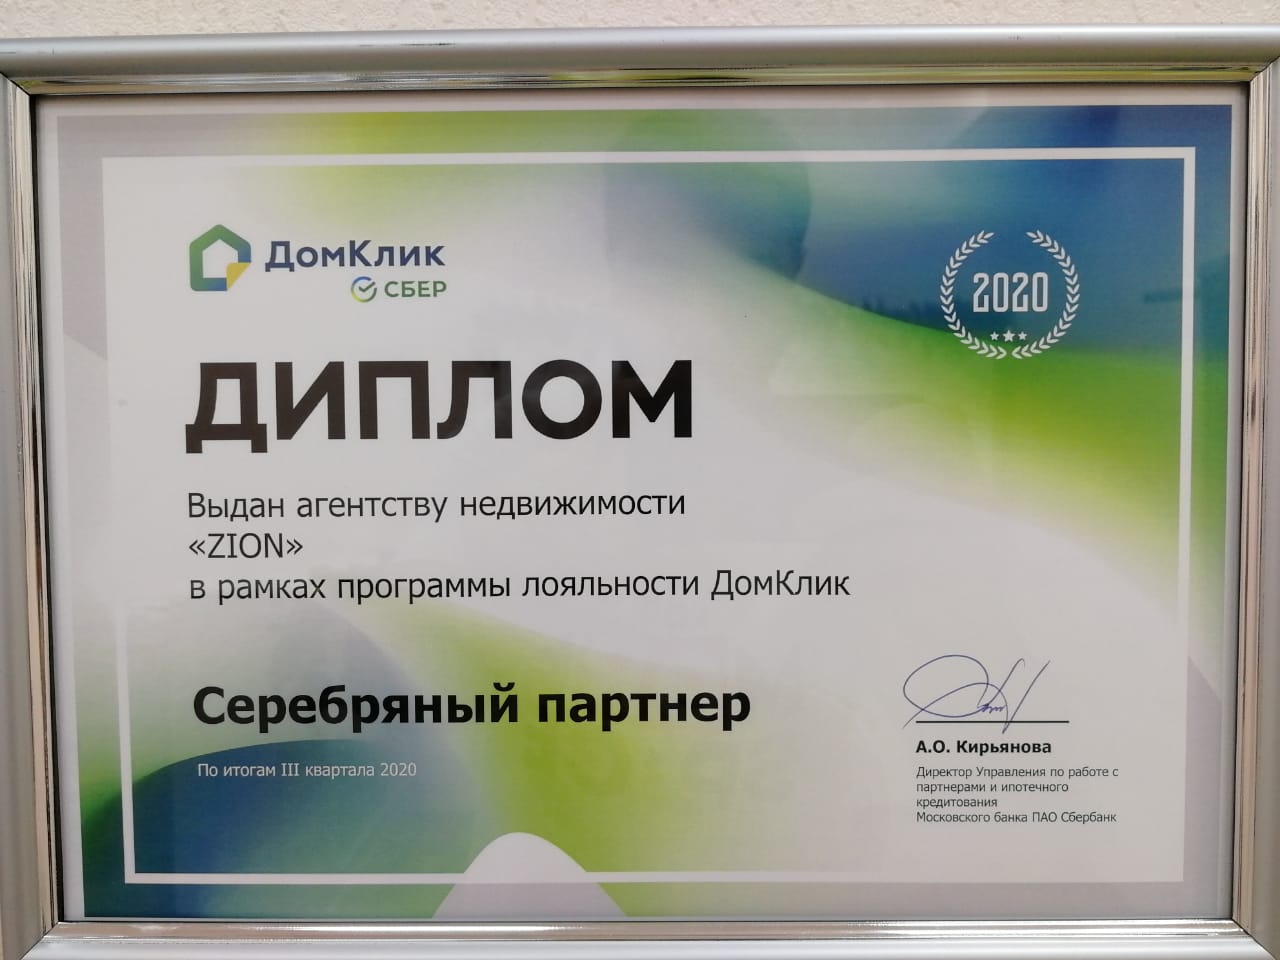 ДомКлик
СБЕР
2020
ДИПЛОМ
Выдан агентству недвижимости
«ZION»
в рамках программы лояльности ДомКлик
Серебряный партнер
По итогам III квартала 2020
А.О. Кирьянова
Директор Управления по работе с
партнерами и ипотечного
кредитования
Московского банка ПАО Сбербанк